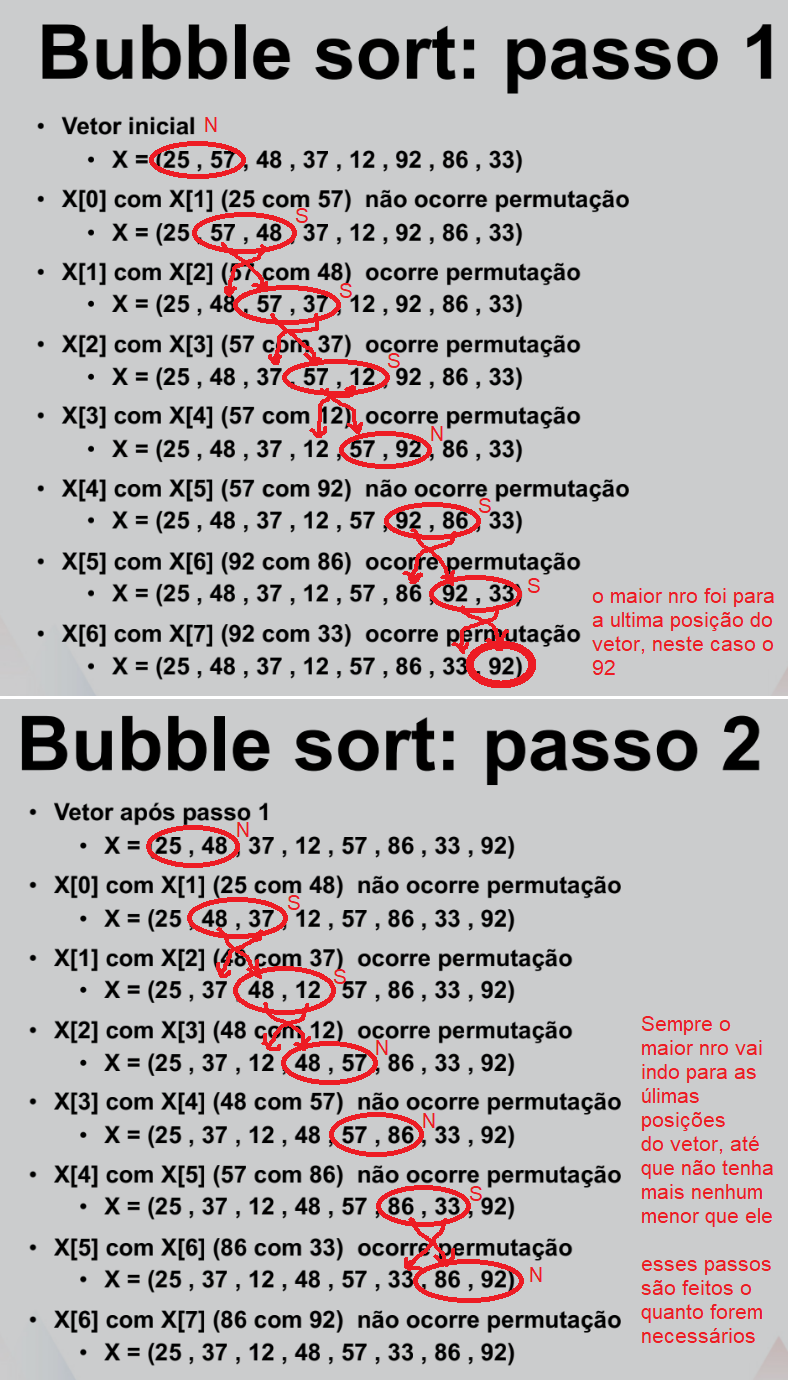 Bubble sort: passo 1
• Vetor inicial N
• X = (25 , 57 , 48 , 37 , 12 , 92 , 86 , 33)
• X[0] com X[1] (25 com 57) não ocorre permutação
S
• X = (25 , 57 , 48 , 37 , 12 , 92 , 86 , 33)
• X[1] com X[2] (57 com 48) ocorre permutação
S
• X = (25 , 48 , 57 , 37 , 12 , 92 , 86 , 33)
• X[2] com X[3] (57 com 37) ocorre permutação
S
• X = (25 , 48 , 37 , 57 , 12 , 92 , 86 , 33)
• X[3] com X[4] (57 com 12) ocorre permutação
N
• X = (25 , 48 , 37 , 12 , 57 , 92 , 86 , 33)
• X[4] com X[5] (57 com 92) não ocorre permutação
S
• X = (25 , 48 , 37 , 12 , 57 , 92 , 86 , 33)
• X[5] com X[6] (92 com 86) ocorre permutação
• X = (25 , 48 , 37 , 12 , 57 , 86 , 92 , 33) S
• X[6] com X[7] (92 com 33) ocorre permutação
• X = (25 , 48 , 37 , 12 , 57 , 86 , 33 , 92)
o maior nro foi para
a ultima posição do
vetor, neste caso o
92
Bubble sort: passo 2
• Vetor após passo 1
N
• X = (25 , 48 , 37 , 12 , 57 , 86 , 33 , 92)
• X[0] com X[1] (25 com 48) não ocorre permutação
S
• X = (25 , 48 , 37 , 12 , 57 , 86 , 33 , 92)
• X[1] com X[2] (48 com 37) ocorre permutação
S
• X = (25 , 37 , 48 , 12 , 57 , 86 , 33 , 92)
• X[2] com X[3] (48 com 12) ocorre permutação
N
• X = (25 , 37 , 12 , 48 , 57 , 86 , 33 , 92)
• X[3] com X[4] (48 com 57) não ocorre permutação
N
• X = (25 , 37 , 12 , 48 , 57 , 86 , 33 , 92)
• X[4] com X[5] (57 com 86) não ocorre permutação
S
• X = (25 , 37 , 12 , 48 , 57 , 86 , 33 , 92)
• X[5] com X[6] (86 com 33) ocorre permutação
• X = (25 , 37 , 12 , 48 , 57 , 33 , 86 , 92) N
• X[6] com X[7] (86 com 92) não ocorre permutação
• X = (25 , 37 , 12 , 48 , 57 , 33 , 86 , 92)
Sempre o
maior nro vai
indo para as
úlimas
posições
do vetor, até
que não tenha
mais nenhum
menor que ele
esses passos
são feitos o
quanto forem
necessários